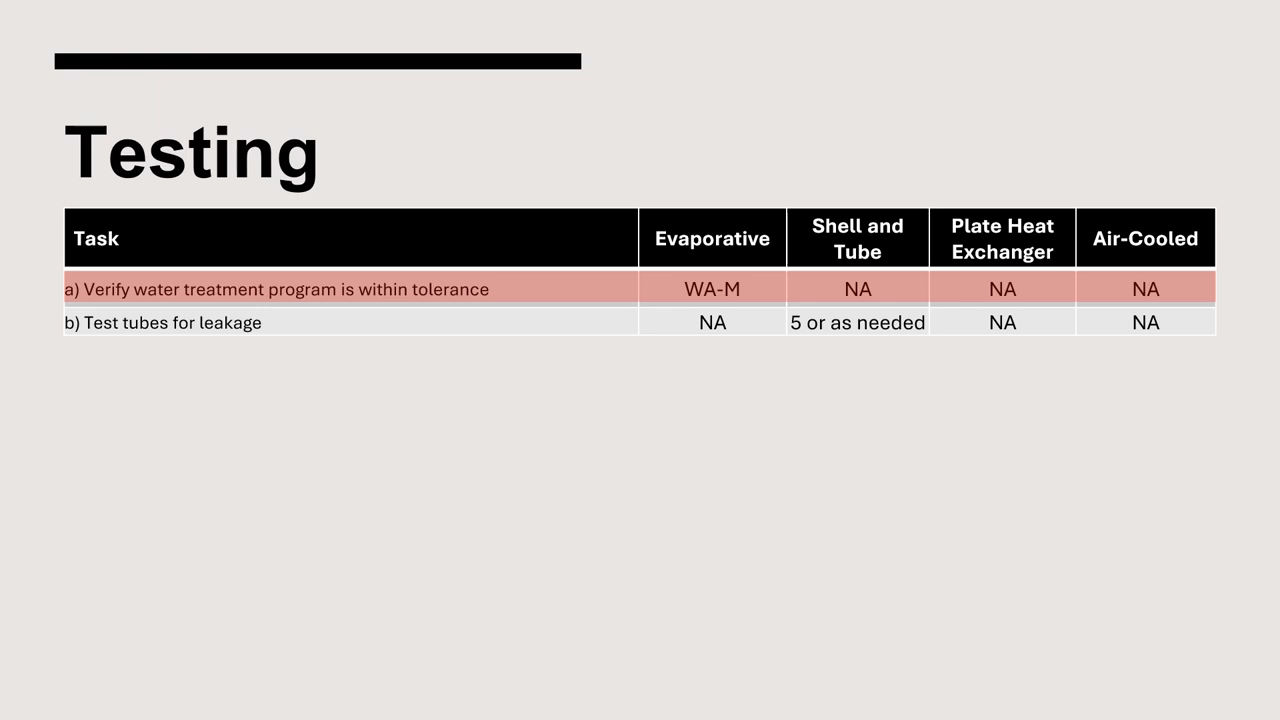 Testing
Task Evaporative Shell and Tube Plate Heat Exchanger Air-Cooled
a) Verify water treatment program is within tolerance WA-M NA NA NA
b) Test tubes for leakage NA 5 or as needed NA NA